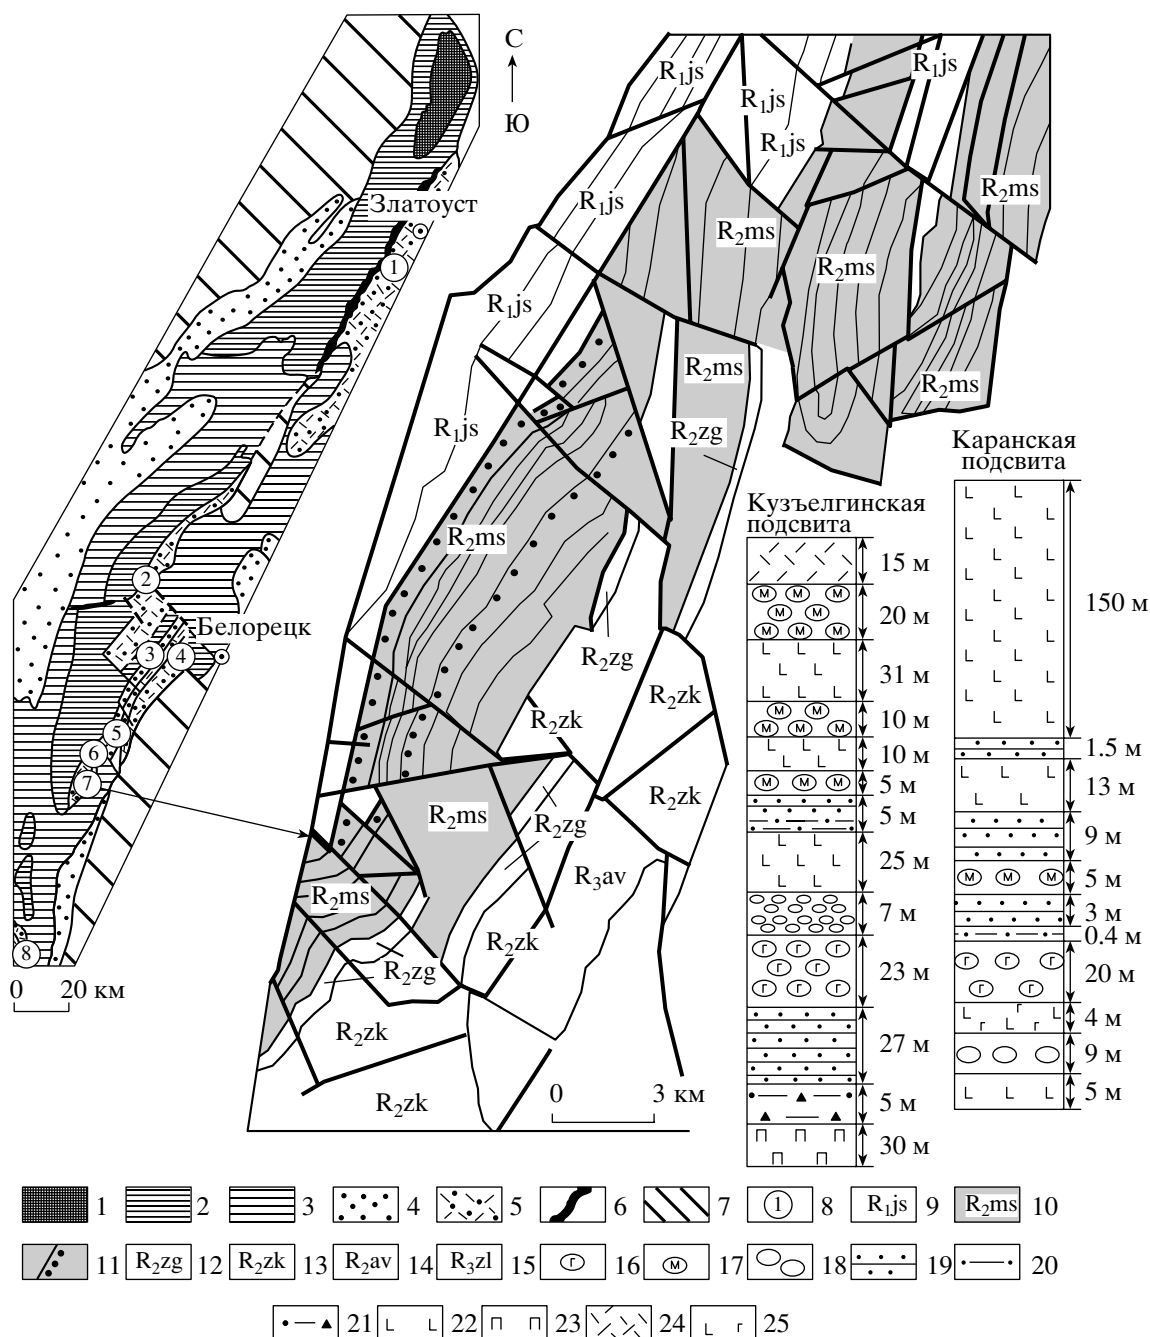 С
Ю
Златоуст
1
2
Белорецк
3
4
5
6
7
8
0 20 км
R₁js
R₁js
R₁js
R₁js
R₁js
R₂ms
R₁js
R₂ms
R₂ms
R₁js
R₂ms
R₂ms
R₁js
R₂zg
R₂ms
R₂zg
R₂zk
R₂zk
R₂zk
R₂ms
R₂zg
R₃av
R₂ms
R₂zk
R₂zg
R₂zk
R₂zk
0 3 км
Кузъелгинская
подсвита
15 м
М М М
20 м
М М
М М М
31 м
М М
10 м
М М М
10 м
М М М
5 м
5 м
25 м
7 м
Г Г Г
23 м
Г Г
Г Г Г
27 м
5 м
30 м
Каранская
подсвита
150 м
1.5 м
13 м
9 м
М М М
5 м
3 м
0.4 м
Г Г Г
20 м
Г Г
4 м
9 м
5 м
1 2 3 4 5 6 7 1 8 R₁js 9 R₂ms 10
11 R₂zg 12 R₂zk 13 R₂av 14 R₃zl 15 Г 16 М 17 18 19 20
21 22 23 24 25